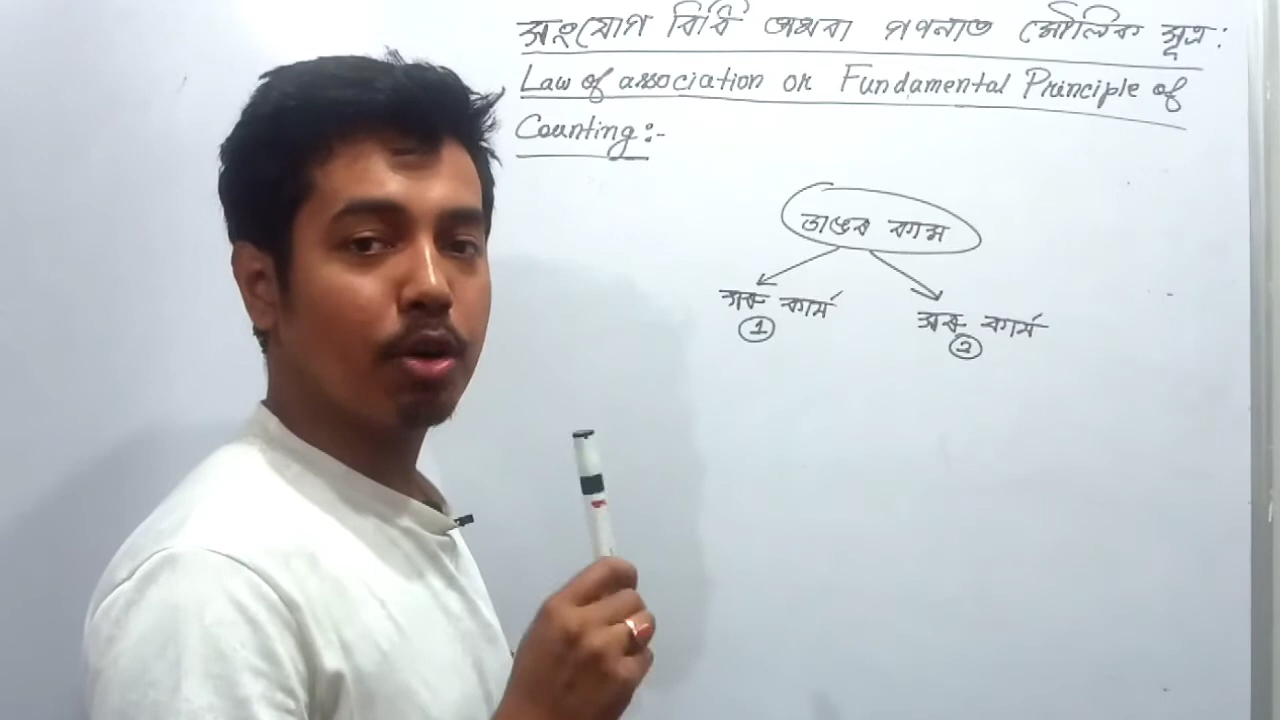 সংযোগ বিধি অথবা গণনাৰ মৌলিক সূত্ৰ:
Law of association or Fundamental Principle of
Counting:-
ডাঙৰ কাম
সৰু কাৰ্য
সৰু কাৰ্য
1
2